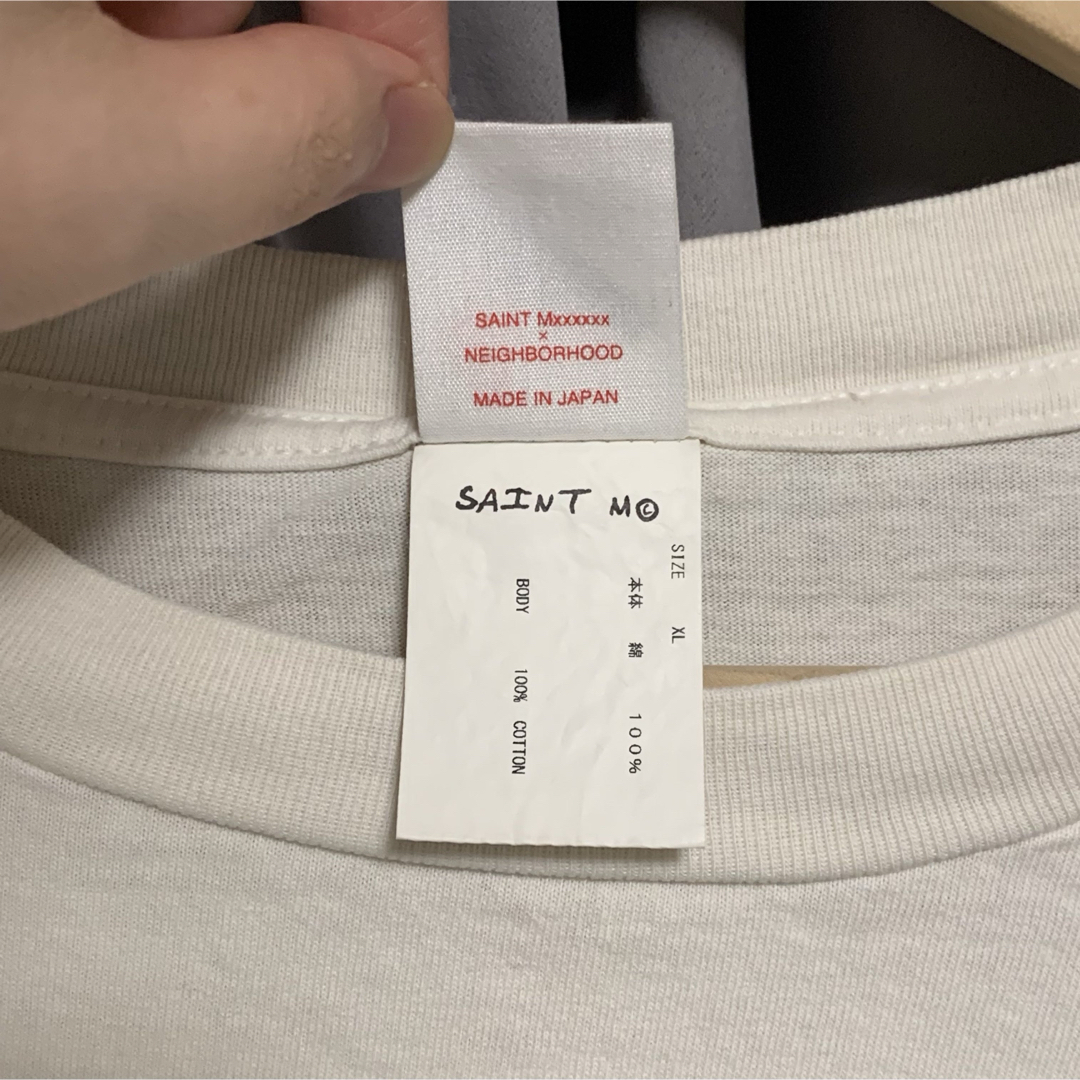 SAINT Mxxxxxx
×
NEIGHBORHOOD
MADE IN JAPAN
SAINT M©
SIZE XL
本体 綿 100%
BODY 100% COTTON